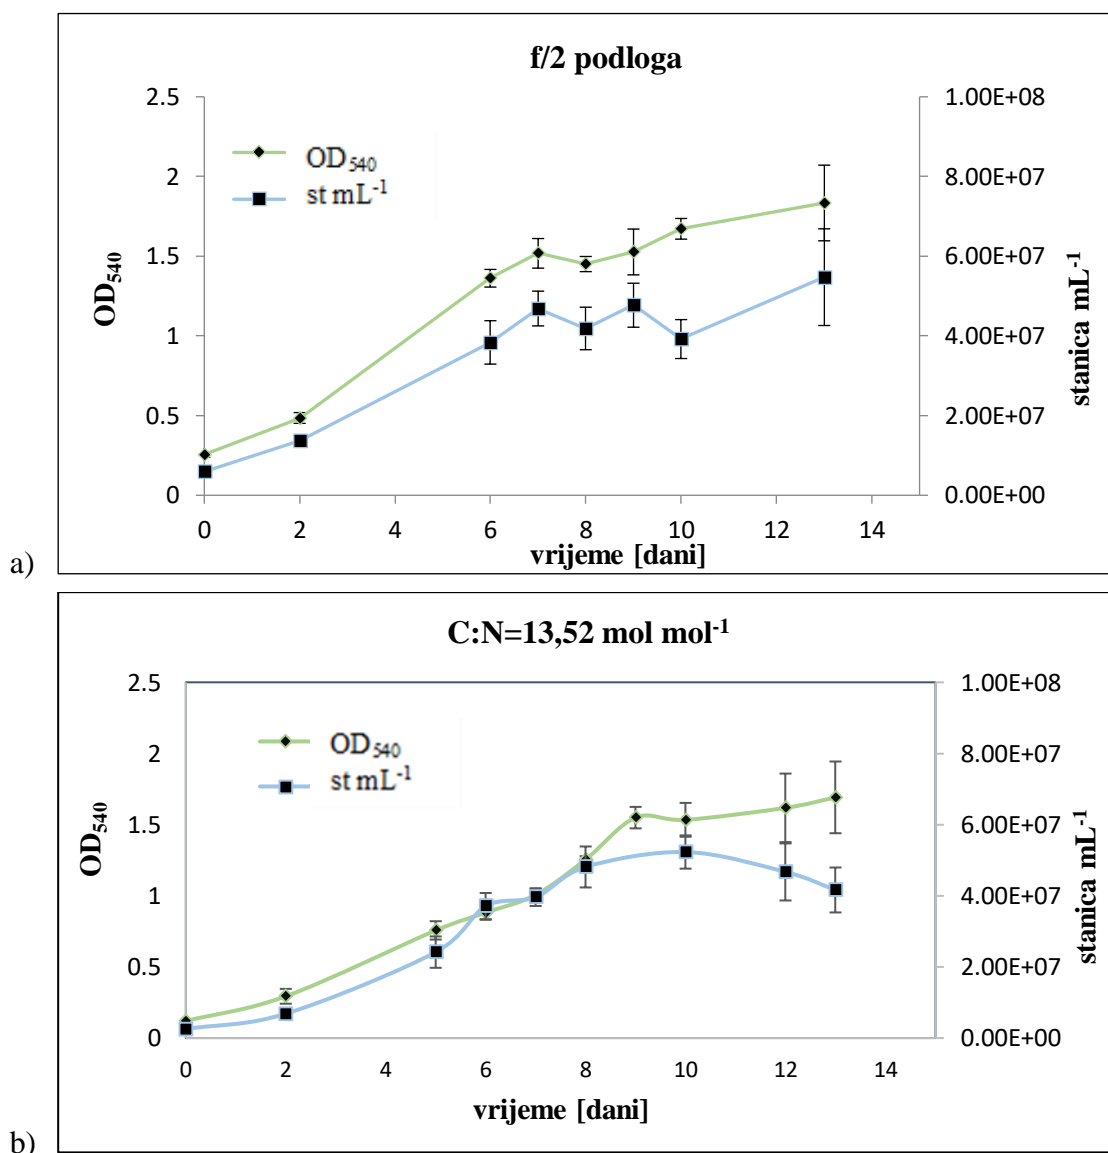 f/2 podloga
2.5
2
1.5
1
0.5
0
OD540
OD540
st mL-1
1.00E+08
8.00E+07
6.00E+07
4.00E+07
2.00E+07
0.00E+00
stanica mL-1
0 2 4 6 8 10 12 14
vrijeme [dani]
a)
C:N=13,52 mol mol-1
2.5
2
1.5
1
0.5
0
OD540
OD540
st mL-1
1.00E+08
8.00E+07
6.00E+07
4.00E+07
2.00E+07
0.00E+00
stanica mL-1
0 2 4 6 8 10 12 14
vrijeme [dani]
b)